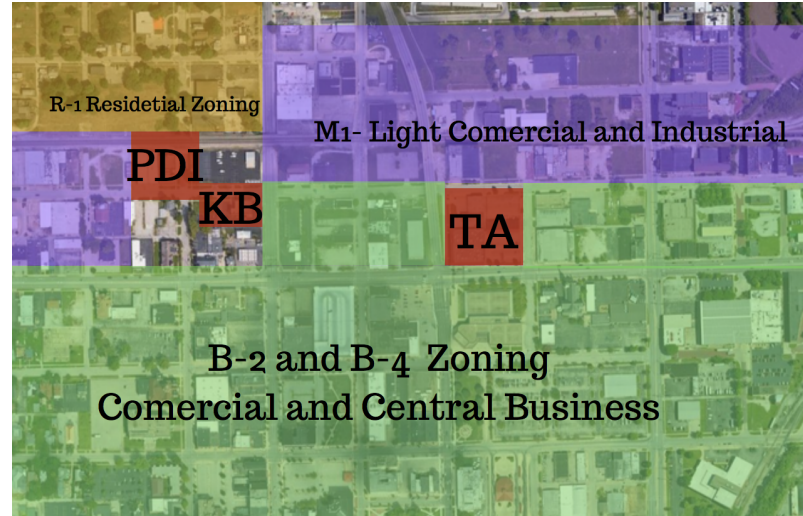 R-1 Residetial Zoning
M1- Light Comercial and Industrial
PDI
KB
TA
B-2 and B-4 Zoning
Comercial and Central Business